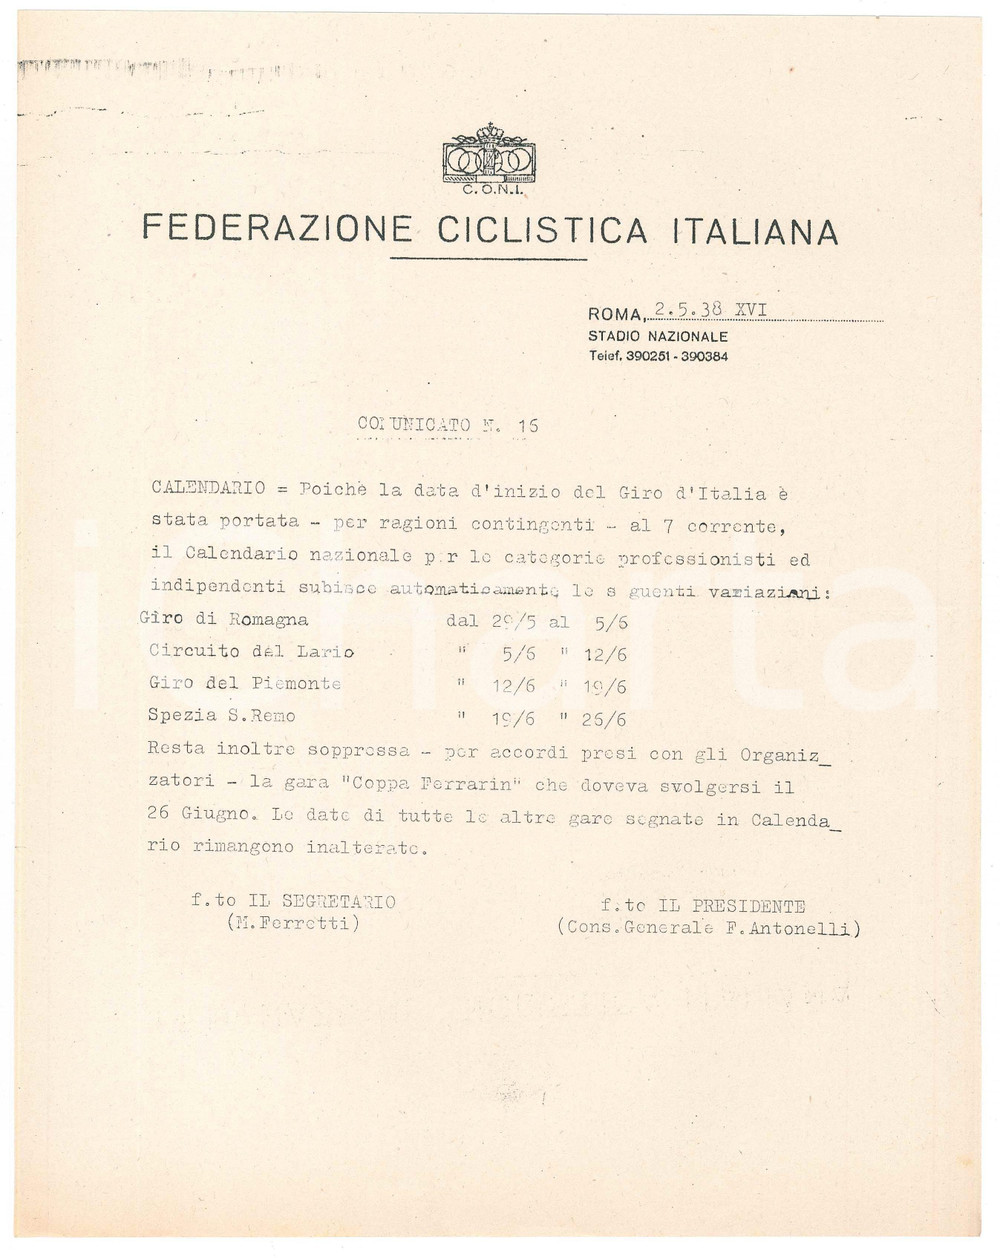 C.O.N.I.
FEDERAZIONE CICLISTICA ITALIANA
ROMA, 2.5.38 XVI
STADIO NAZIONALE
Telef. 390251 - 390384
COMUNICATO N. 16
CALENDARIO = Poichè la data d'inizio del Giro d'Italia è
stata portata - per ragioni contingenti - al 7 corrente,
il Calendario nazionale per le categorie professionisti ed
indipendenti subisce automaticamente le seguenti variazioni:
Giro di Romagna dal 29/5 al 5/6
Circuito del Lario " 5/6 " 12/6
Giro del Piemonte " 12/6 " 19/6
Spezia S.Remo " 19/6 " 26/6
Resta inoltre soppressa - per accordi presi con gli Organiz_
zatori - la gara "Coppa Ferrarin" che doveva svolgersi il
26 Giugno. Le date di tutte le altre gare segnate in Calenda_
rio rimangono inalterate.
f.to IL SEGRETARIO f.to IL PRESIDENTE
(M.Ferretti) (Cons.Generale F.Antonelli)